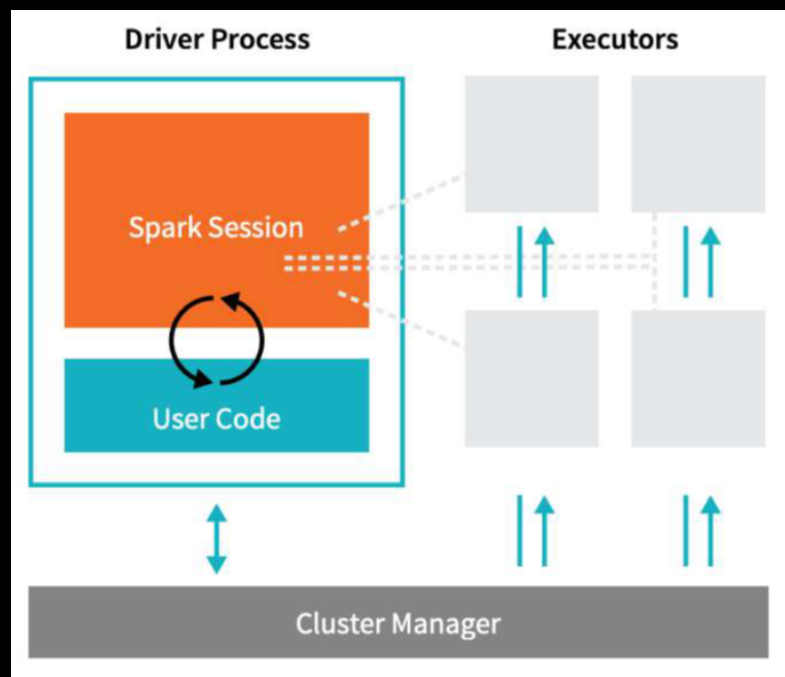 Driver Process
Executors
Spark Session
User Code
Cluster Manager